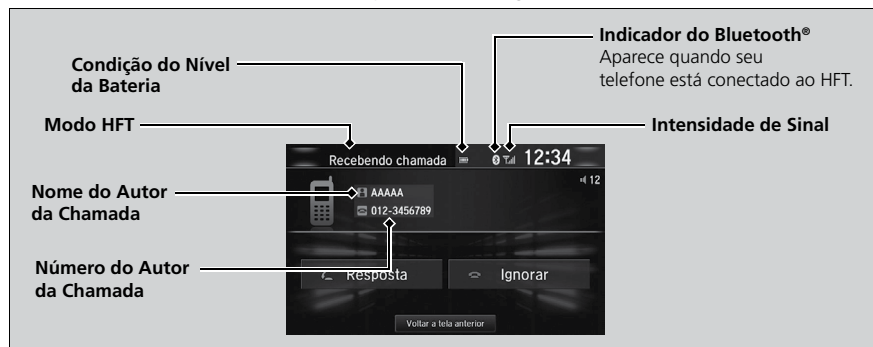 Indicador do Bluetooth®
Aparece quando seu
telefone está conectado ao HFT.
Condição do Nível
da Bateria
Modo HFT
Intensidade de Sinal
Recebendo chamada
12:34
12
Nome do Autor
da Chamada
AAAAA
012-3456789
Número do Autor
da Chamada
Resposta
Ignorar
Voltar a tela anterior